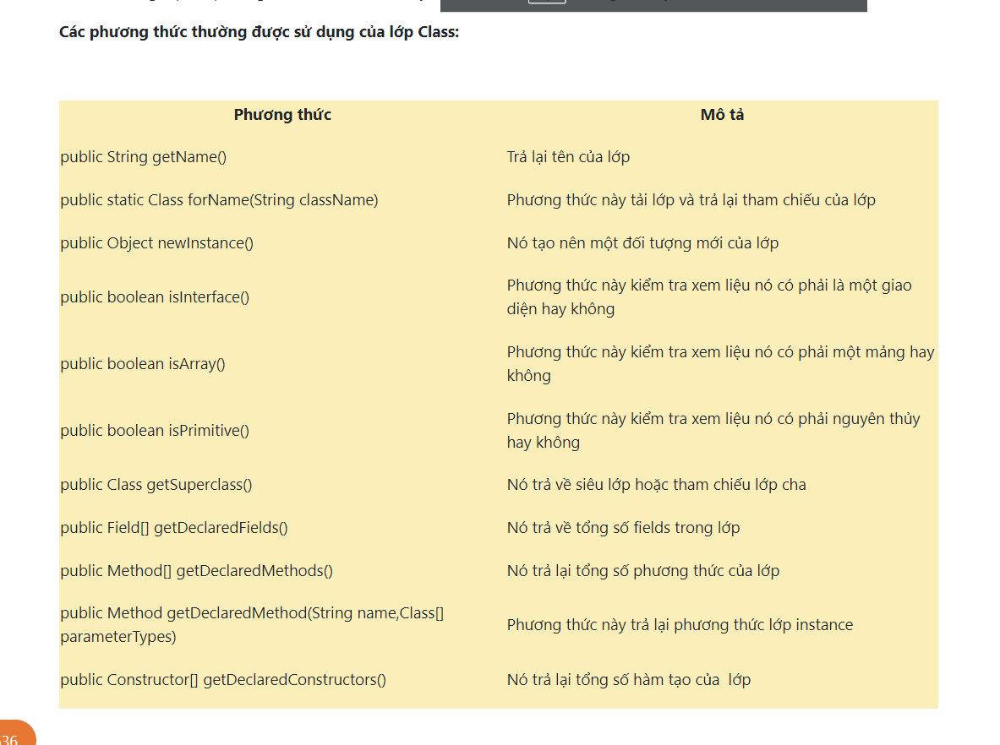 Các phương thức thường được sử dụng của lớp Class:
Phương thức
Mô tả
public String getName()
Trả lại tên của lớp
public static Class forName(String className)
Phương thức này tải lớp và trả lại tham chiếu của lớp
public Object newInstance()
Nó tạo nên một đối tượng mới của lớp
public boolean isInterface()
Phương thức này kiểm tra xem liệu nó có phải là một giao
diện hay không
public boolean isArray()
Phương thức này kiểm tra xem liệu nó có phải một mảng hay
không
public boolean isPrimitive()
Phương thức này kiểm tra xem liệu nó có phải nguyên thủy
hay không
public Class getSuperclass()
Nó trả về siêu lớp hoặc tham chiếu lớp cha
public Field[] getDeclaredFields()
Nó trả về tổng số fields trong lớp
public Method[] getDeclaredMethods()
Nó trả lại tổng số phương thức của lớp
public Method getDeclaredMethod(String name,Class[]
parameterTypes)
Phương thức này trả lại phương thức lớp instance
public Constructor[] getDeclaredConstructors()
Nó trả lại tổng số hàm tạo của  lớp